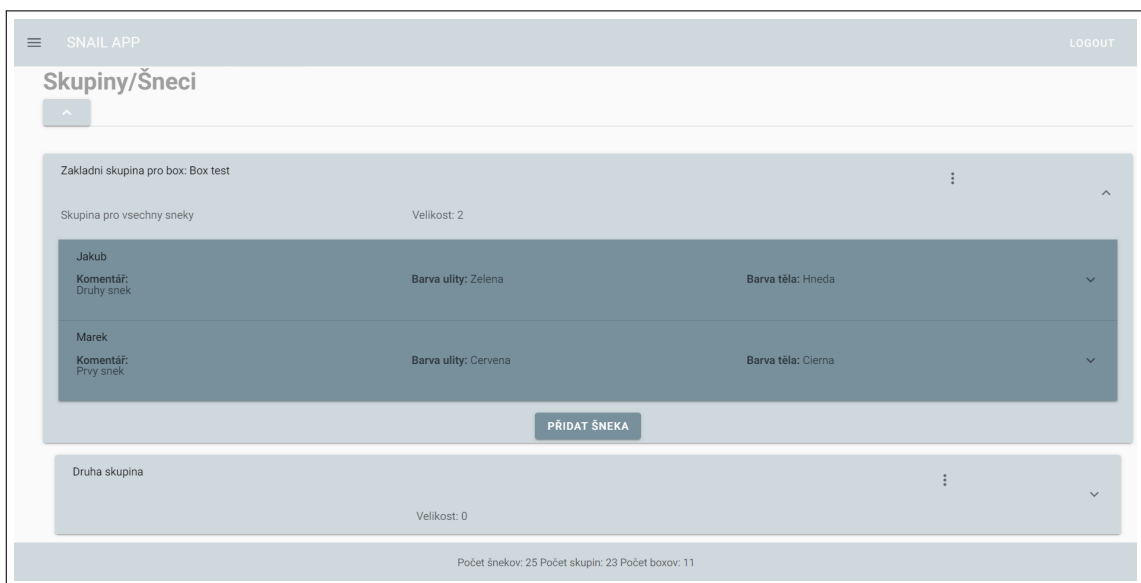 SNAIL APP
LOGOUT
Skupiny/Šneci
Zakladni skupina pro box: Box test
Skupina pro vsechny sneky
Velikost: 2
Jakub
Komentář:
Druhy snek
Barva ulity: Zelena
Barva těla: Hneda
Marek
Komentář:
Prvy snek
Barva ulity: Cervena
Barva těla: Cierna
PŘIDAT ŠNEKA
Druha skupina
Velikost: 0
Počet šnekov: 25 Počet skupin: 23 Počet boxov: 11